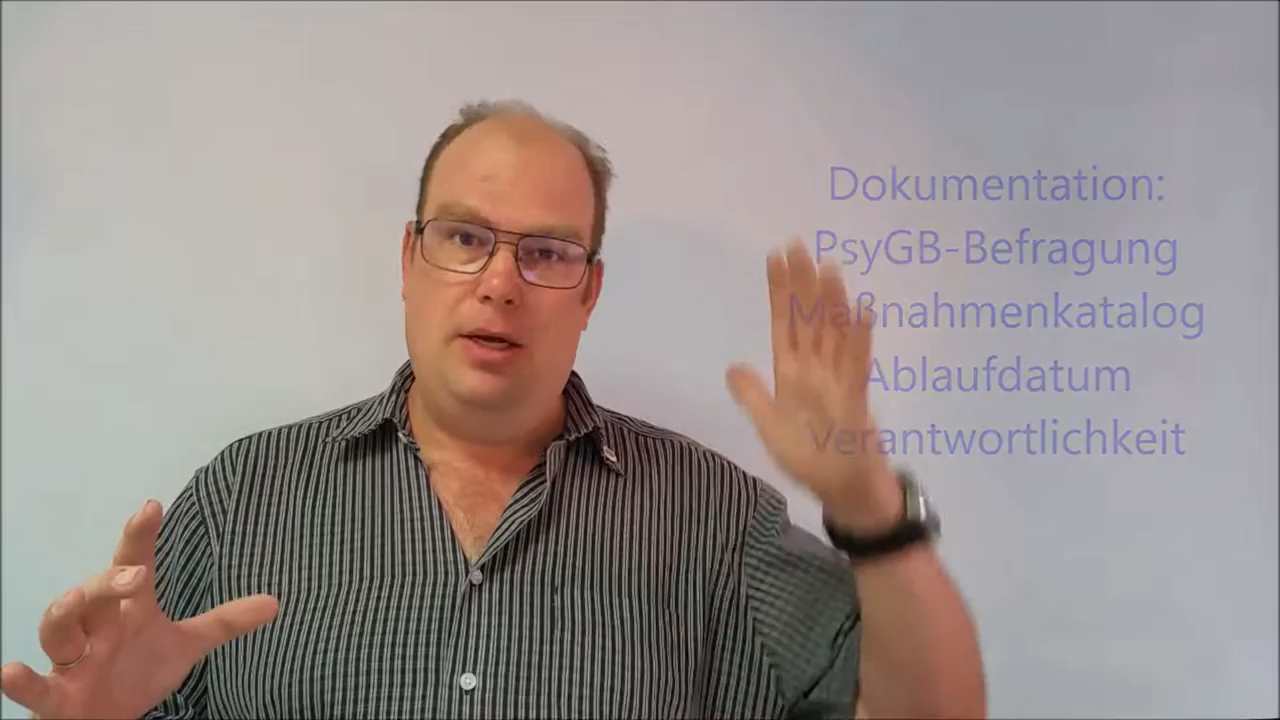 Dokumentation:
PsyGB-Befragung
Maßnahmenkatalog
Ablaufdatum
Verantwortlichkeit